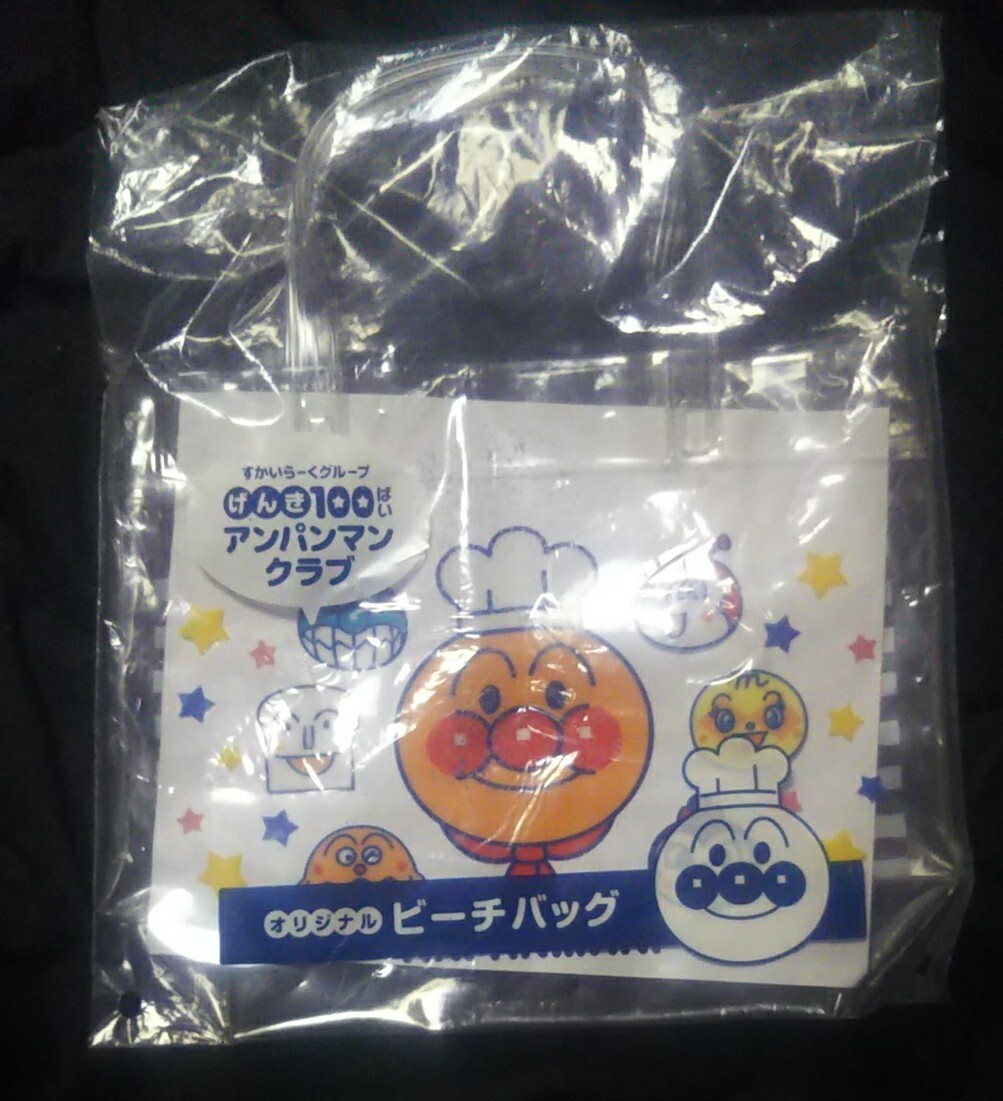 すかいらーくグループ
げんき100ぱい
アンパンマン
クラブ
オリジナル ビーチバッグ